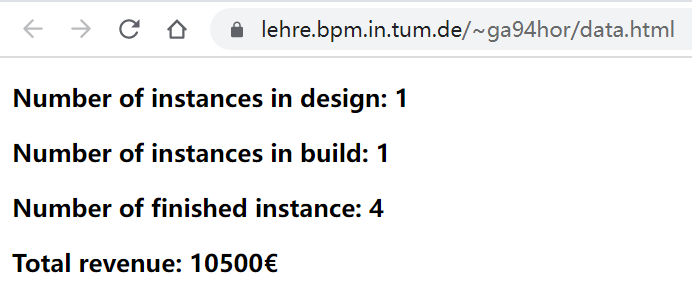 lehre.bpm.in.tum.de/~ga94hor/data.html
Number of instances in design: 1
Number of instances in build: 1
Number of finished instance: 4
Total revenue: 10500€